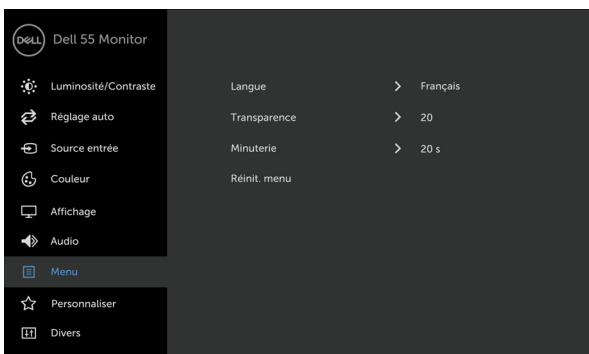 DELL Dell 55 Monitor
Luminosité/Contraste
Réglage auto
Source entrée
Couleur
Affichage
Audio
Menu
Personnaliser
Divers
Langue > Français
Transparence > 20
Minuterie > 20 s
Réinit. menu